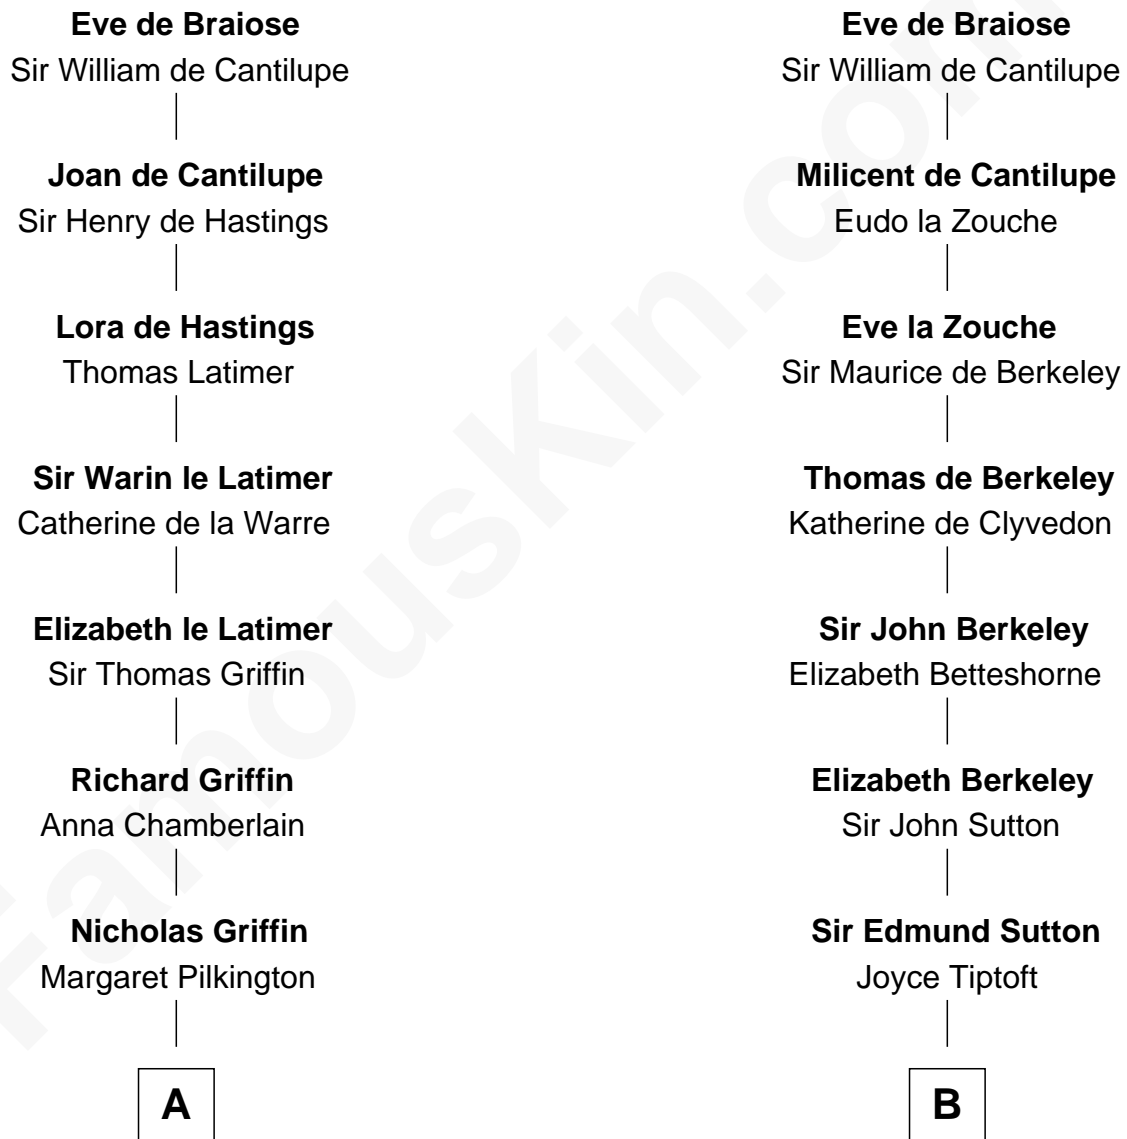 Eve de Braiose
Sir William de Cantilupe
Joan de Cantilupe
Sir Henry de Hastings
Lora de Hastings
Thomas Latimer
Sir Warin le Latimer
Catherine de la Warre
Elizabeth le Latimer
Sir Thomas Griffin
Richard Griffin
Anna Chamberlain
Nicholas Griffin
Margaret Pilkington
A
Eve de Braiose
Sir William de Cantilupe
Milicent de Cantilupe
Eudo la Zouche
Eve la Zouche
Sir Maurice de Berkeley
Thomas de Berkeley
Katherine de Clyvedon
Sir John Berkeley
Elizabeth Betteshorne
Elizabeth Berkeley
Sir John Sutton
Sir Edmund Sutton
Joyce Tiptoft
B
FamousKin.com